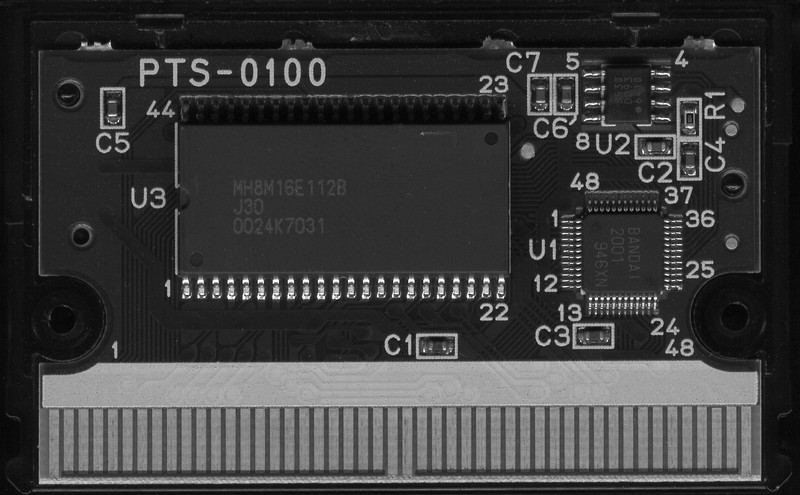 PTS-0100
C7
5
4
23
44
C5
C6
8
U2
R1
C2
C4
U3
MH8M16E112B
J30
0024K7031
48
37
1
36
U1
BANDAI
2001
946XN
12
25
1
22
13
24
C1
C3
1
48